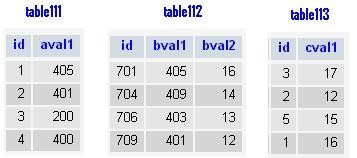 table111 table112 table113
id aval1 id bval1 bval2 id cval1
1 405 701 405 16 3 17
2 401 704 409 14 2 12
3 200 706 403 13 5 15
4 400 709 401 12 1 16